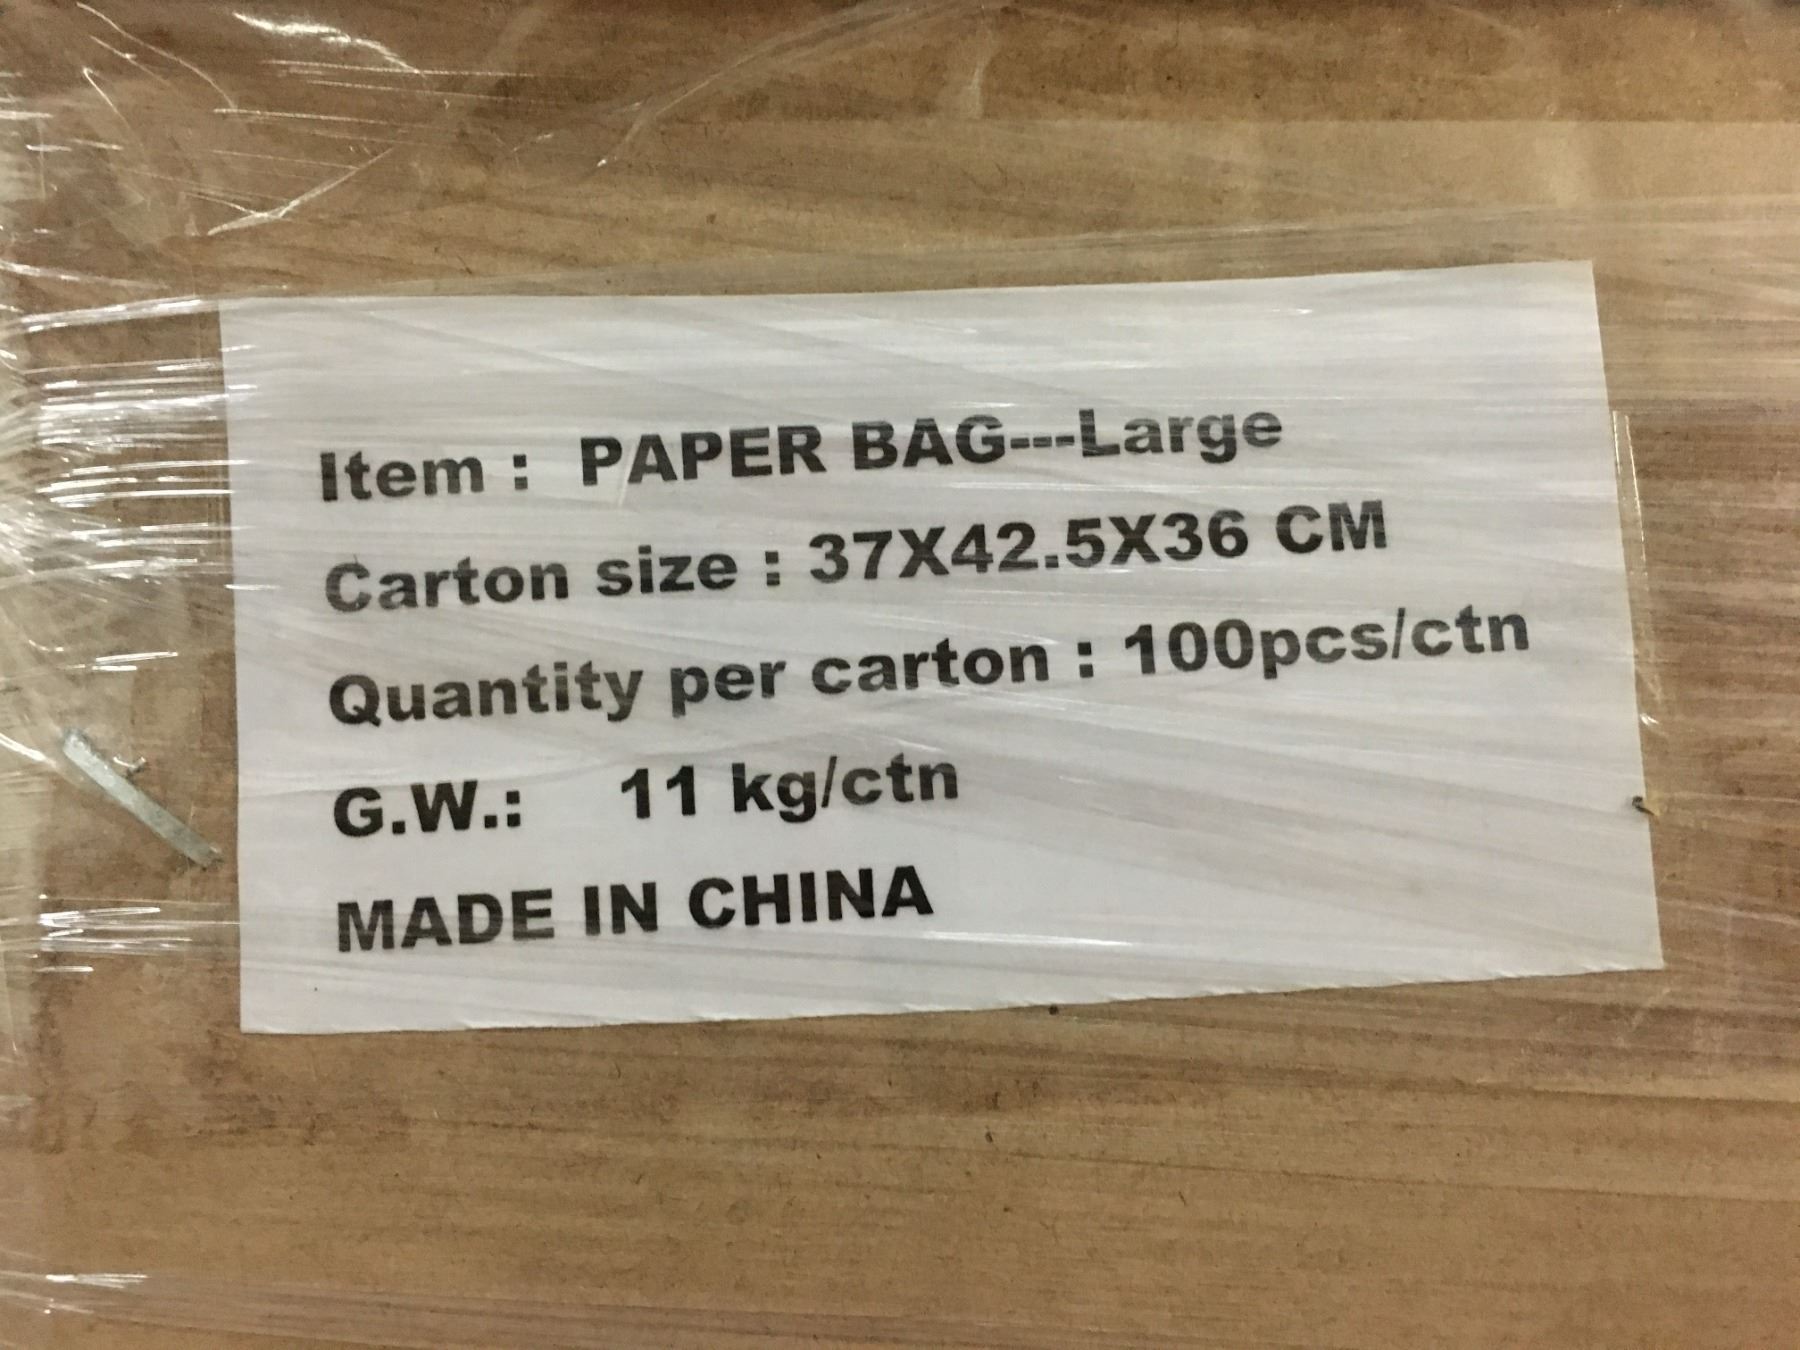 Item : PAPER BAG---Large
Carton size : 37X42.5X36 CM
Quantity per carton : 100pcs/ctn
G.W.: 11 kg/ctn
MADE IN CHINA